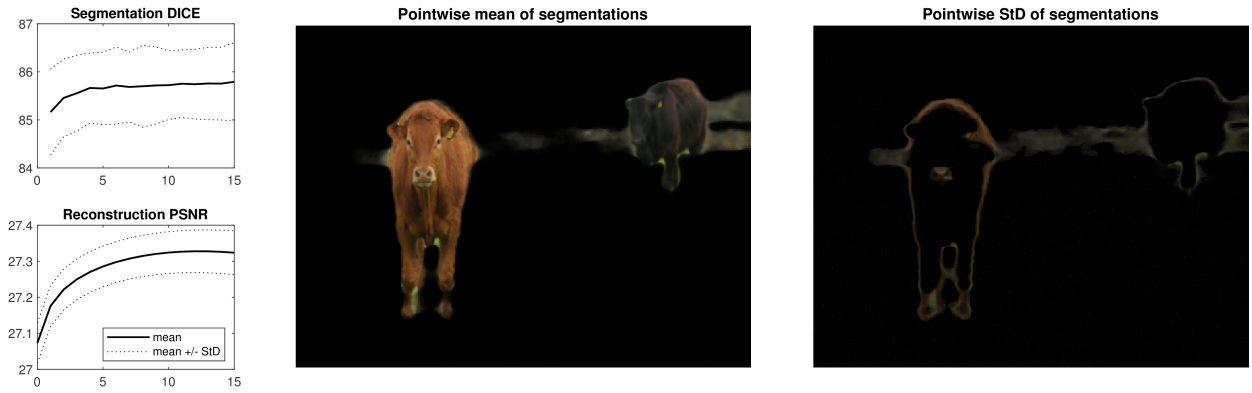 Segmentation DICE
87
86
85
84
0 5 10 15
Reconstruction PSNR
27.4
27.3
27.2
27.1
27
mean
mean +/- StD
0 5 10 15
Pointwise mean of segmentations
Pointwise StD of segmentations